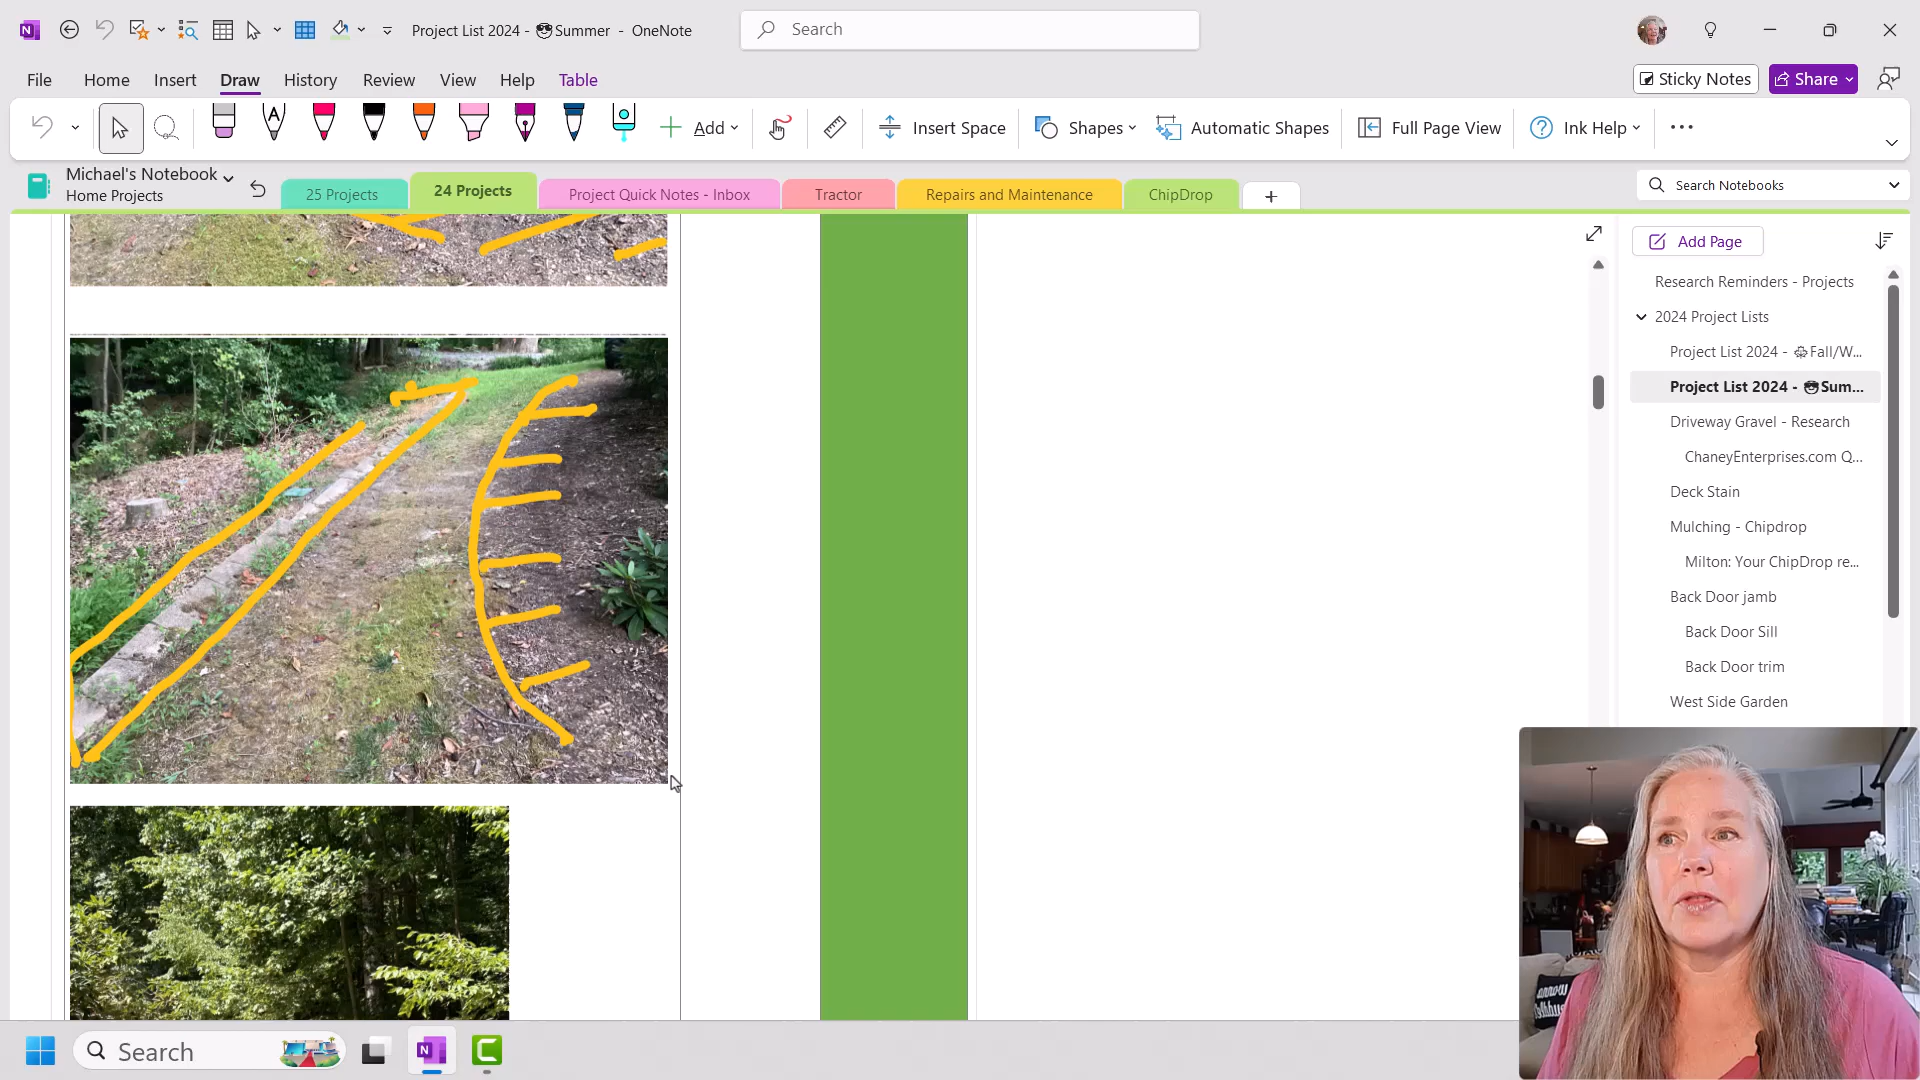 Project List 2024 - 😎Summer - OneNote
Search
File
Home
Insert
Draw
History
Review
View
Help
Table
Sticky Notes
Share
Add
Insert Space
Shapes
Automatic Shapes
Full Page View
Ink Help
Michael's Notebook
Home Projects
25 Projects
24 Projects
Project Quick Notes - Inbox
Tractor
Repairs and Maintenance
ChipDrop
Search Notebooks
Add Page
Research Reminders - Projects
2024 Project Lists
Project List 2024 - Fall/W...
Project List 2024 - 😎Sum...
Driveway Gravel - Research
ChaneyEnterprises.com Q...
Deck Stain
Mulching - Chipdrop
Milton: Your ChipDrop re...
Back Door jamb
Back Door Sill
Back Door trim
West Side Garden
Search